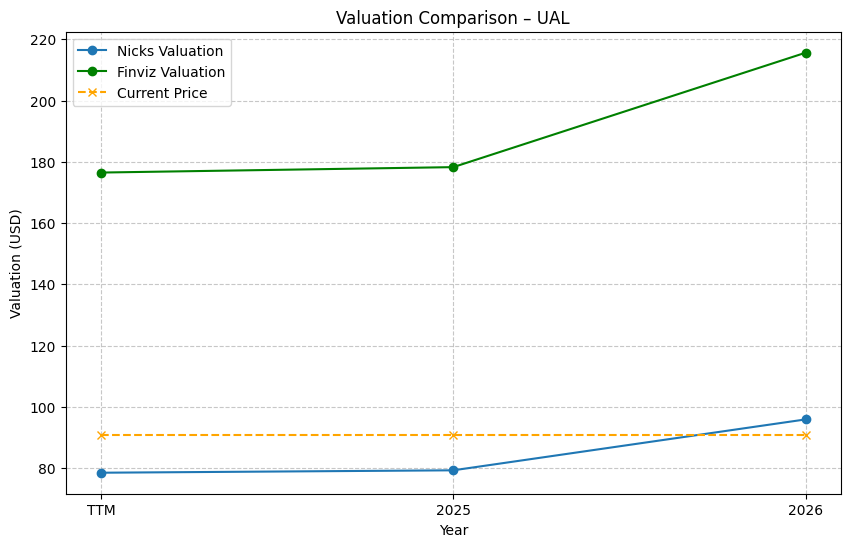 Valuation Comparison – UAL
Nicks Valuation
Finviz Valuation
Current Price
Valuation (USD)
220
200
180
160
140
120
100
80
TTM
2025
2026
Year